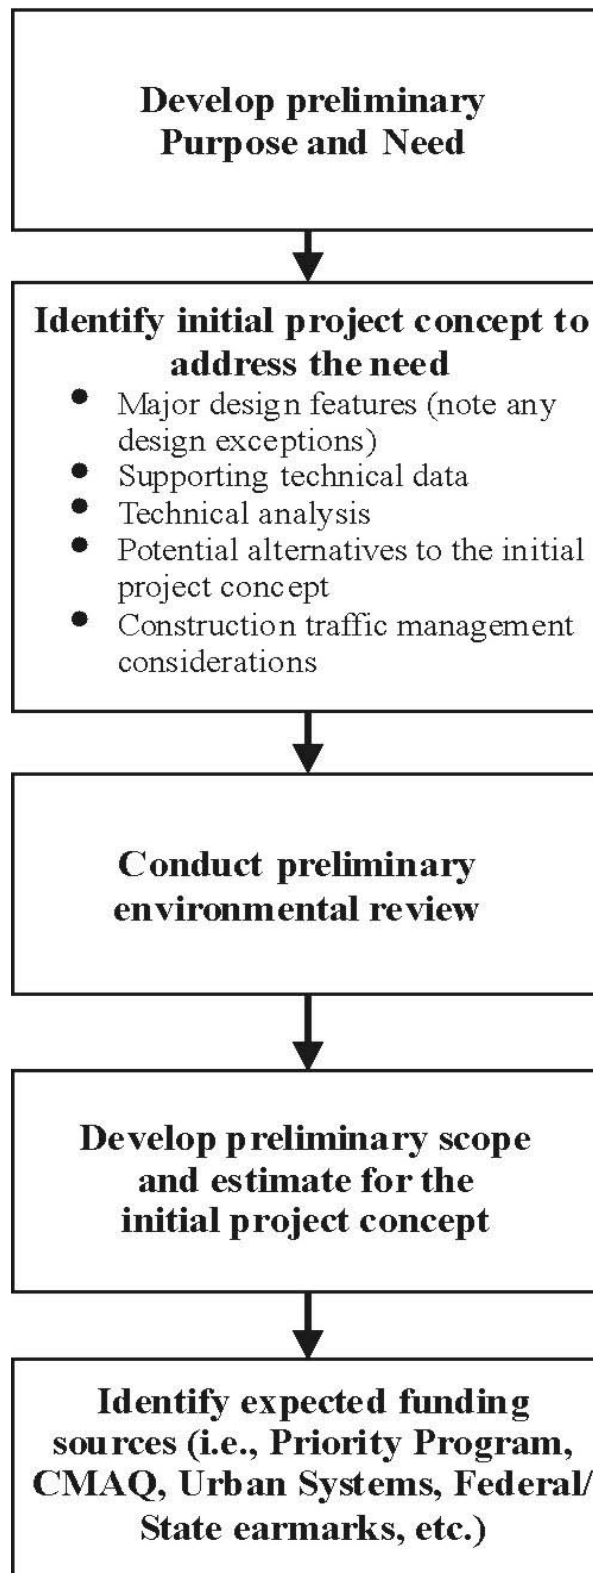 Develop preliminary
Purpose and Need
Identify initial project concept to
address the need
• Major design features (note any
design exceptions)
• Supporting technical data
• Technical analysis
• Potential alternatives to the initial
project concept
• Construction traffic management
considerations
Conduct preliminary
environmental review
Develop preliminary scope
and estimate for the
initial project concept
Identify expected funding
sources (i.e., Priority Program,
CMAQ, Urban Systems, Federal/
State earmarks, etc.)